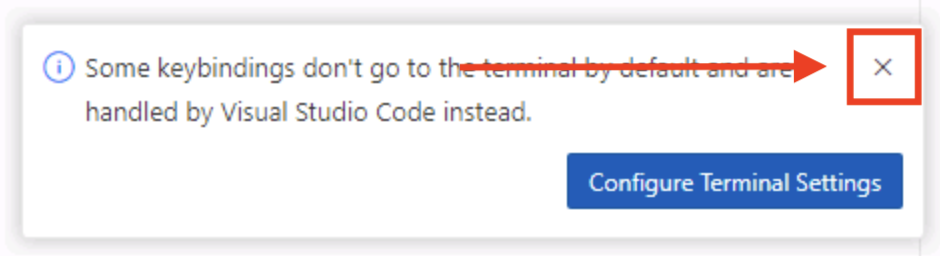 Some keybindings don't go to the terminal by default and are
handled by Visual Studio Code instead.
Configure Terminal Settings